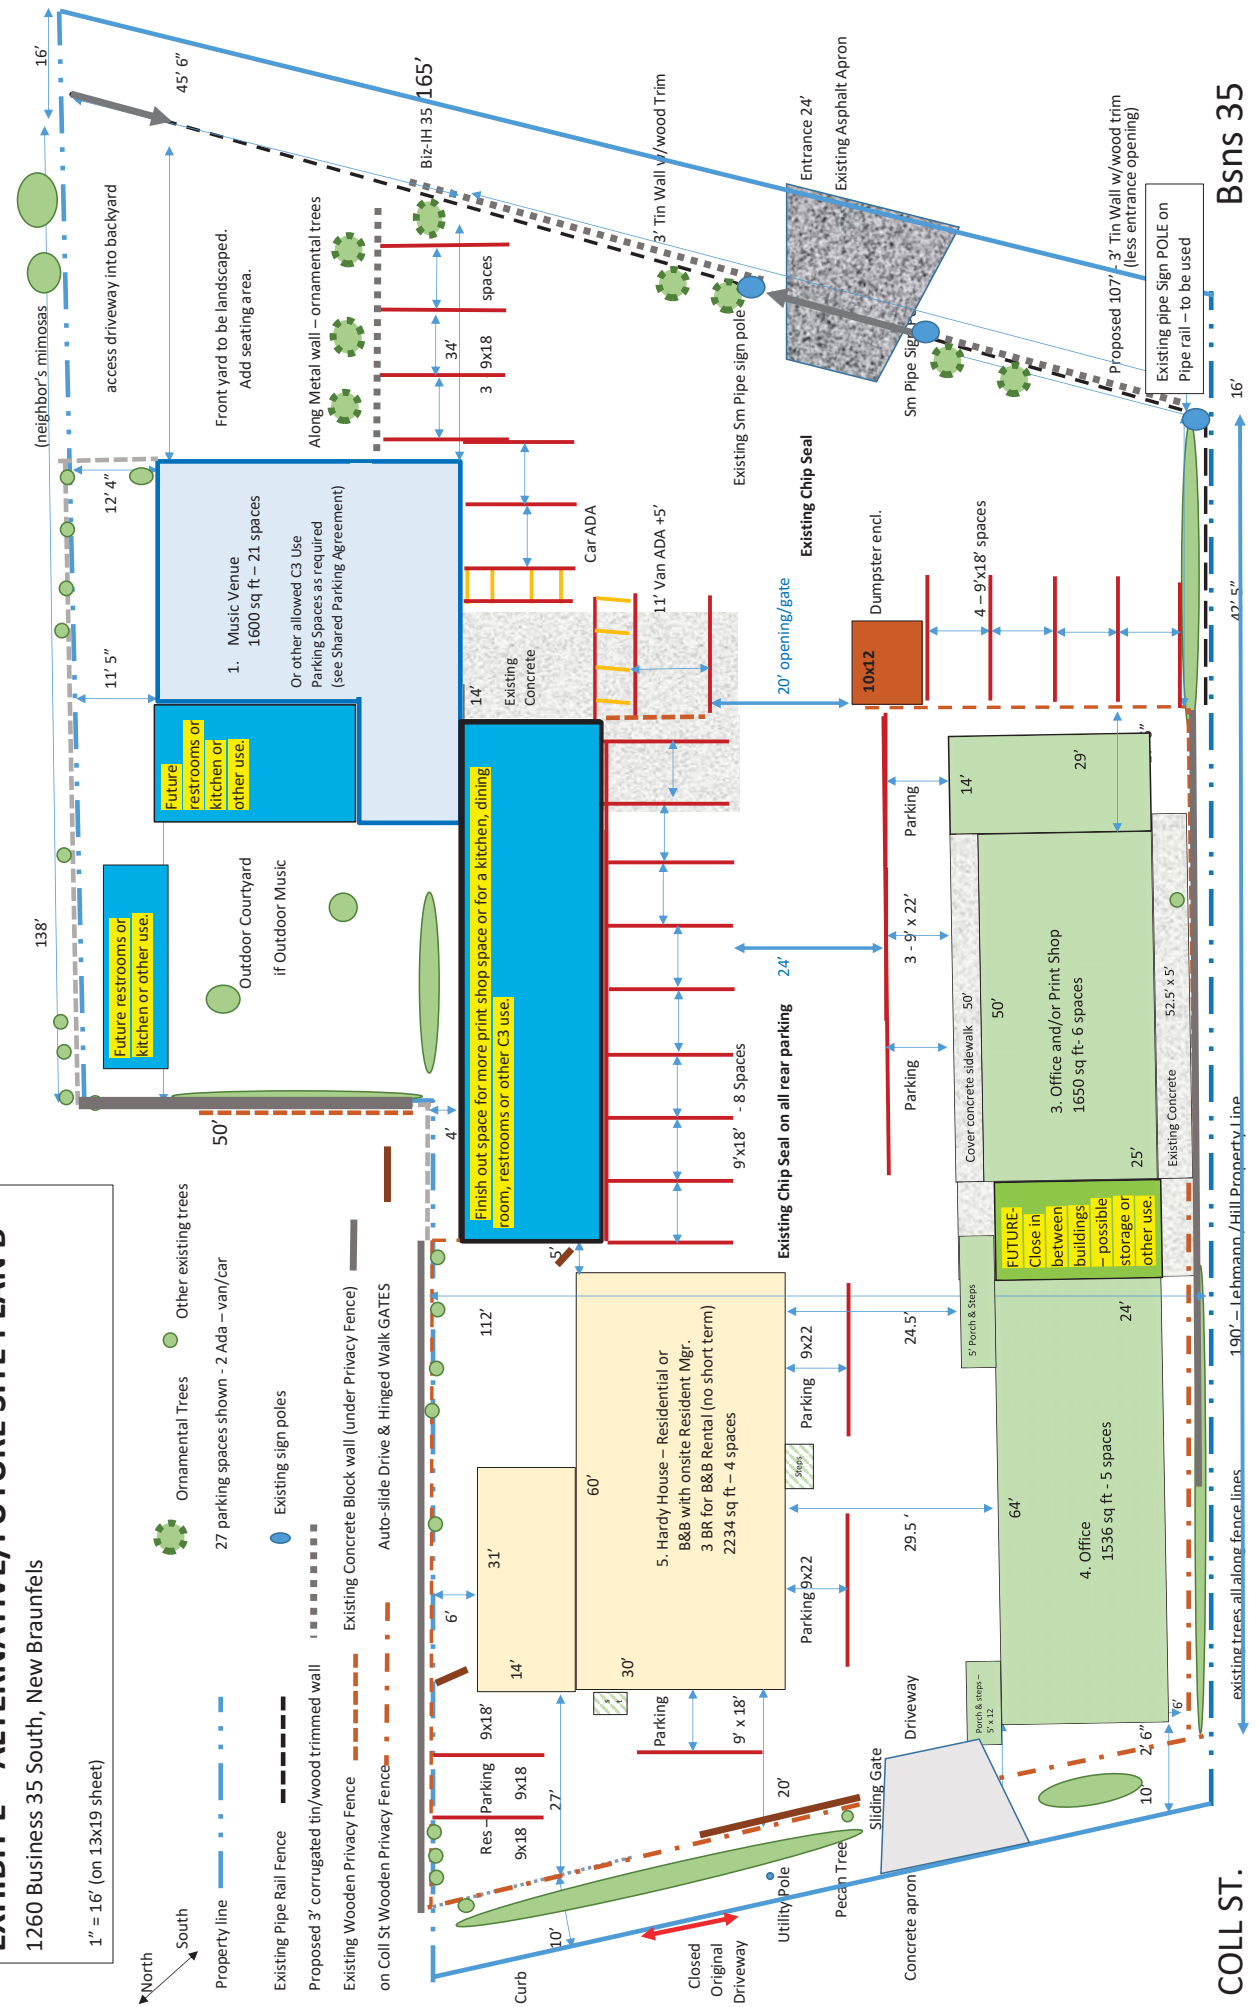 1260 Business 35 South, New Braunfels
1” = 16’ (on 13x19 sheet)
North
South
Ornamental Trees
Other existing trees
27 parking spaces shown - 2 Ada – van/car
Property line
Existing sign poles
Existing Pipe Rail Fence
Proposed 3’ corrugated tin/wood trimmed wall
Existing Wooden Privacy Fence
Existing Concrete Block wall (under Privacy Fence)
on Coll St Wooden Privacy Fence
Auto-slide Drive & Hinged Walk GATES
138’
(neighbor’s mimosas
16’
45’ 6”
access driveway into backyard
12’ 4”
11’ 5”
Front yard to be landscaped.
Add seating area.
Along Metal wall – ornamental trees
Biz-IH 35 165’
Future restrooms or
kitchen or other use.
Future
restrooms or
kitchen or
other use.
1. Music Venue
1600 sq ft – 21 spaces
Or other allowed C3 Use
Parking Spaces as required
(see Shared Parking Agreement)
Outdoor Courtyard
if Outdoor Music
50’
4’
34’
3 9x18 spaces
14’
Existing
Concrete
Car ADA
11’ Van ADA +5’
Finish out space for more print shop space or for a kitchen, dining
room, restrooms or other C3 use.
5’
112’
6’
31’
14’
60’
30’
5. Hardy House – Residential or
B&B with onsite Resident Mgr.
3 BR for B&B Rental (no short term)
2234 sq ft – 4 spaces
9x18’
Res – Parking
9x18
9x18
27’
Parking
9’ x 18’
20’
10’
Curb
Closed
Original
Driveway
Utility Pole
Pecan Tree
Sliding Gate
Driveway
Concrete apron
Steps
Parking 9x22
Parking
9x22
29.5 ‘
24.5’
9’x18’ - 8 Spaces
Existing Chip Seal on all rear parking
24’
20’ opening/gate
Existing Chip Seal
Existing Sm Pipe sign pole
3’ Tin Wall w/wood Trim
Entrance 24’
Existing Asphalt Apron
Sm Pipe Sign
Proposed 107’ - 3’ Tin Wall w/wood trim
(less entrance opening)
Existing pipe Sign POLE on
Pipe rail – to be used
Dumpster encl.
10x12
4 – 9’x18’ spaces
Parking
3 - 9’ x 22’
Parking
14’
29’
Cover concrete sidewalk 50’
50’
3. Office and/or Print Shop
1650 sq ft- 6 spaces
25’
Existing Concrete
52.5’ x 5’
FUTURE-
Close in
between
buildings
– possible
storage or
other use.
5’ Porch & Steps
24’
64’
4. Office
1536 sq ft - 5 spaces
Porch & steps –
5’ x 12
6’
2’ 6”
10’
existing trees all along fence lines
190’ – Lehmann /Hill Property Line
42’ 5”
16’
COLL ST.
Bsns 35